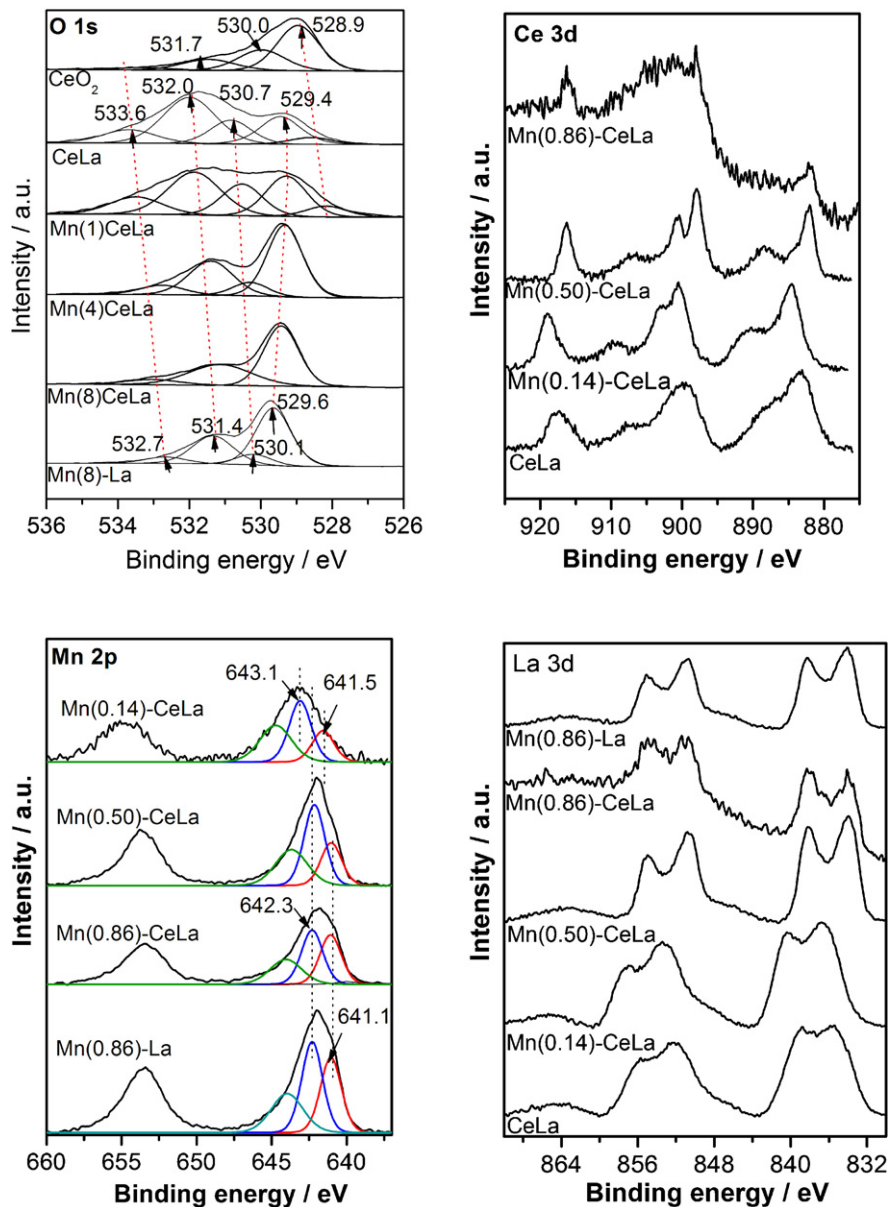 O 1s
531.7
530.0
528.9
CeO2
533.6
532.0
530.7
529.4
CeLa
Mn(1)CeLa
Mn(4)CeLa
Mn(8)CeLa
532.7
531.4
529.6
530.1
Mn(8)-La
536 534 532 530 528 526
Binding energy / eV
Intensity / a.u.
Ce 3d
Mn(0.86)-CeLa
Mn(0.50)-CeLa
Mn(0.14)-CeLa
CeLa
920 910 900 890 880
Binding energy / eV
Intensity / a.u.
Mn 2p
643.1
641.5
Mn(0.14)-CeLa
Mn(0.50)-CeLa
642.3
Mn(0.86)-CeLa
641.1
Mn(0.86)-La
660 655 650 645 640
Binding energy / eV
Intensity / a.u.
La 3d
Mn(0.86)-La
Mn(0.86)-CeLa
Mn(0.50)-CeLa
Mn(0.14)-CeLa
CeLa
864 856 848 840 832
Binding energy / eV
Intensity / a.u.